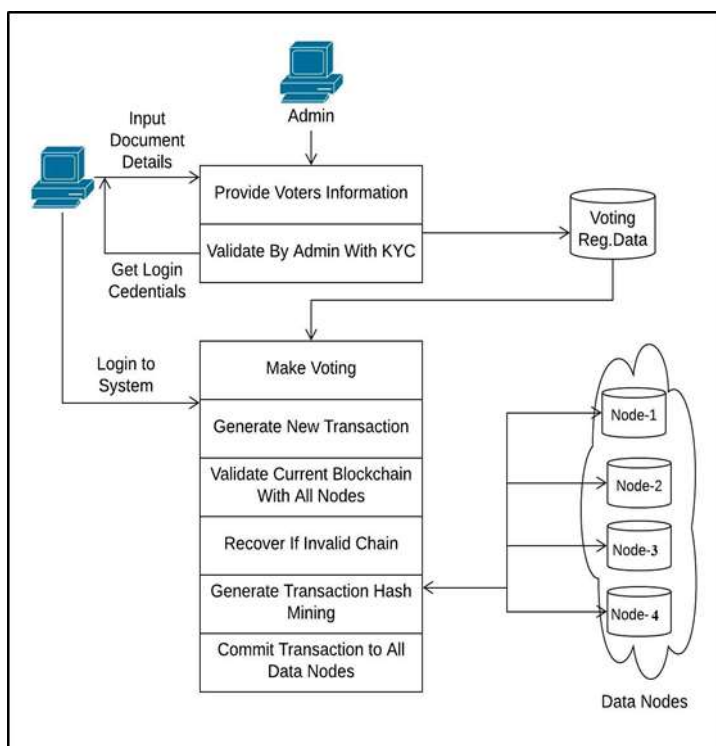 Admin
Input
Document
Details
Provide Voters Information
Validate By Admin With KYC
Get Login
Cedentials
Voting
Reg.Data
Login to
System
Make Voting
Generate New Transaction
Validate Current Blockchain
With All Nodes
Recover If Invalid Chain
Generate Transaction Hash
Mining
Commit Transaction to All
Data Nodes
Node-1
Node-2
Node-3
Node-4
Data Nodes